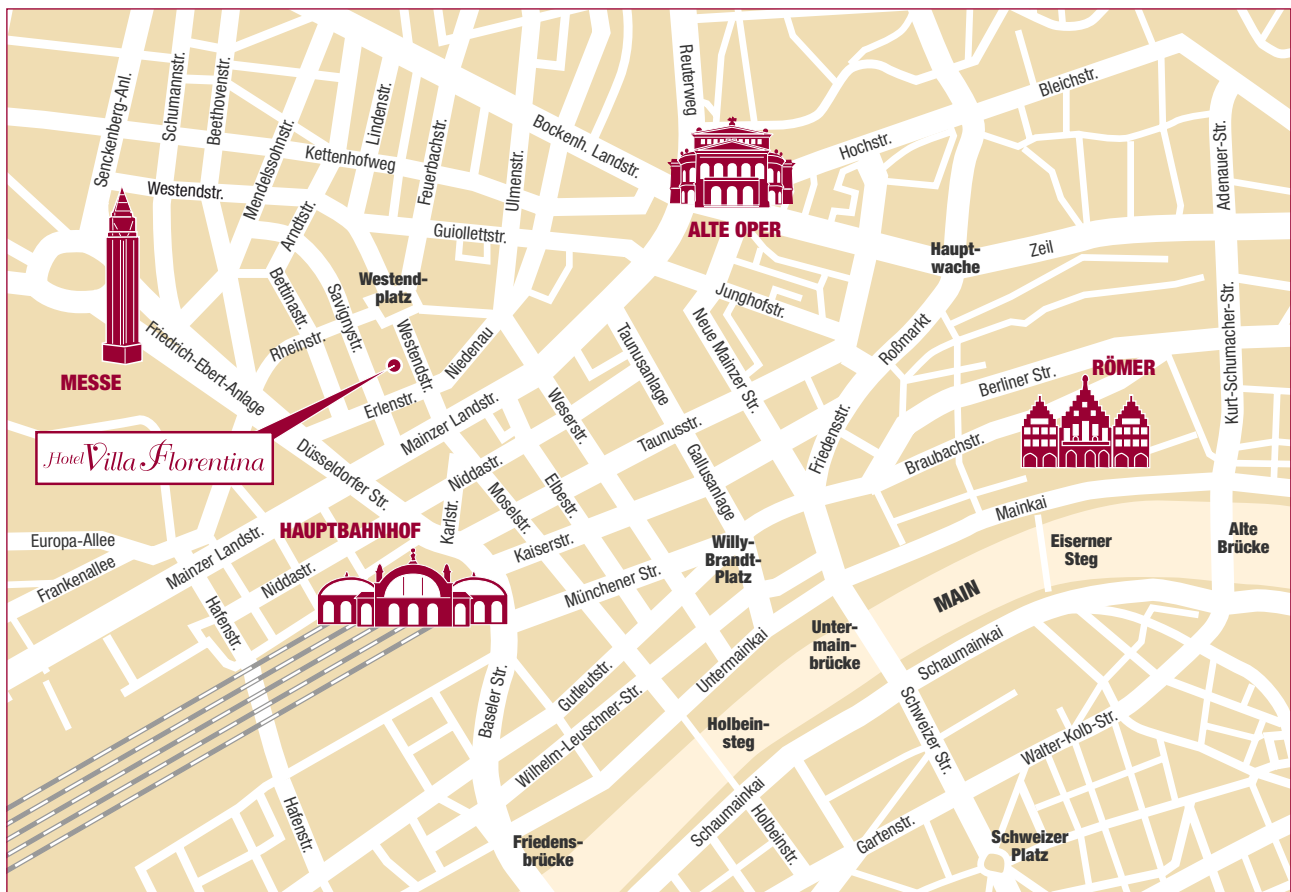 Reuterweg
Bleichstr.
Senckenberg-Anl.
Schumannstr.
Beethovenstr.
Mendelssohnstr.
Lindenstr.
Feuerbachstr.
Ulmenstr.
Bockenh. Landstr.
Hochstr.
Adenauer-Str.
Kettenhofweg
Westendstr.
Arndtstr.
Guiollettstr.
ALTE OPER
Haupt-
wache
Zeil
Bettinastr.
Savignystr.
Westend-
platz
Junghofstr.
Kurt-Schumacher-Str.
Friedrich-Ebert-Anlage
Rheinstr.
Westendstr.
Niedenau
Taunusanlage
Neue Mainzer Str.
Roßmarkt
MESSE
Erlenstr.
Mainzer Landstr.
Weserstr.
Berliner Str.
RÖMER
Hotel Villa Florentina
Düsseldorfer Str.
Niddastr.
Taunusstr.
Gallusanlage
Friedensstr.
Braubachstr.
Karlstr.
Moselstr.
Elbestr.
Mainkai
HAUPTBAHNHOF
Kaiserstr.
Europa-Allee
Frankenallee
Mainzer Landstr.
Niddastr.
Münchener Str.
Willy-
Brandt-
Platz
Eiserner
Steg
Alte
Brücke
Hafenstr.
MAIN
Unter-
main-
brücke
Schaumainkai
Baseler Str.
Gutleutstr.
Untermainkai
Wilhelm-Leuschner-Str.
Holbein-
steg
Schweizer Str.
Walter-Kolb-Str.
Hafenstr.
Schaumainkai
Holbeinstr.
Gartenstr.
Friedens-
brücke
Schweizer
Platz